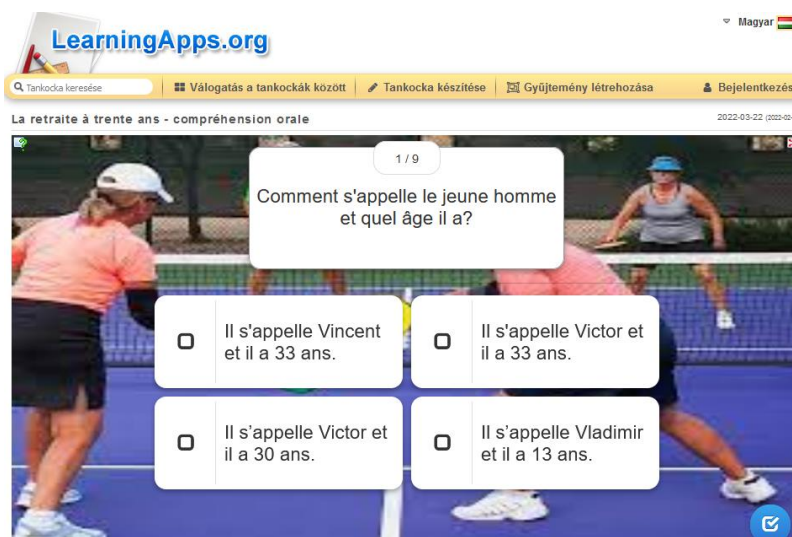 Magyar
LearningApps.org
Tankocka keresése
Válogatás a tankockák között
Tankocka készítése
Gyűjtemény létrehozása
Bejelentkezés
La retraite à trente ans - compréhension orale
2022-03-22 (2022-02-
1 / 9
Comment s'appelle le jeune homme
et quel âge il a?
Il s'appelle Vincent
et il a 33 ans.
Il s'appelle Victor et
il a 33 ans.
Il s’appelle Victor et
il a 30 ans.
Il s’appelle Vladimir
et il a 13 ans.